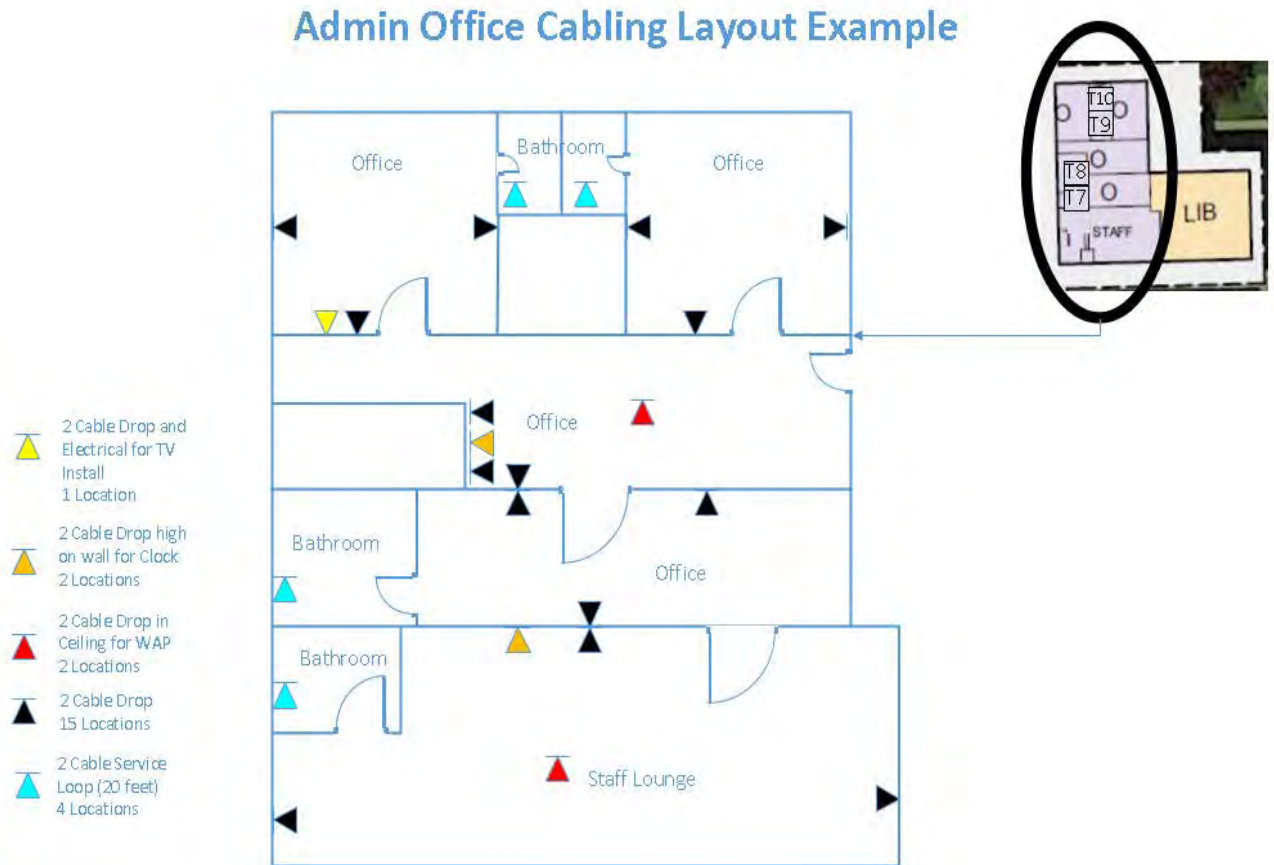 Admin Office Cabling Layout Example
T10
T9
T8
T7
STAFF
LIB
Office
Bathroom
Office
Office
Bathroom
Office
Bathroom
Staff Lounge
2 Cable Drop and
Electrical for TV
Install
1 Location
2 Cable Drop high
on wall for Clock
2 Locations
2 Cable Drop in
Ceiling for WAP
2 Locations
2 Cable Drop
15 Locations
2 Cable Service
Loop (20 feet)
4 Locations